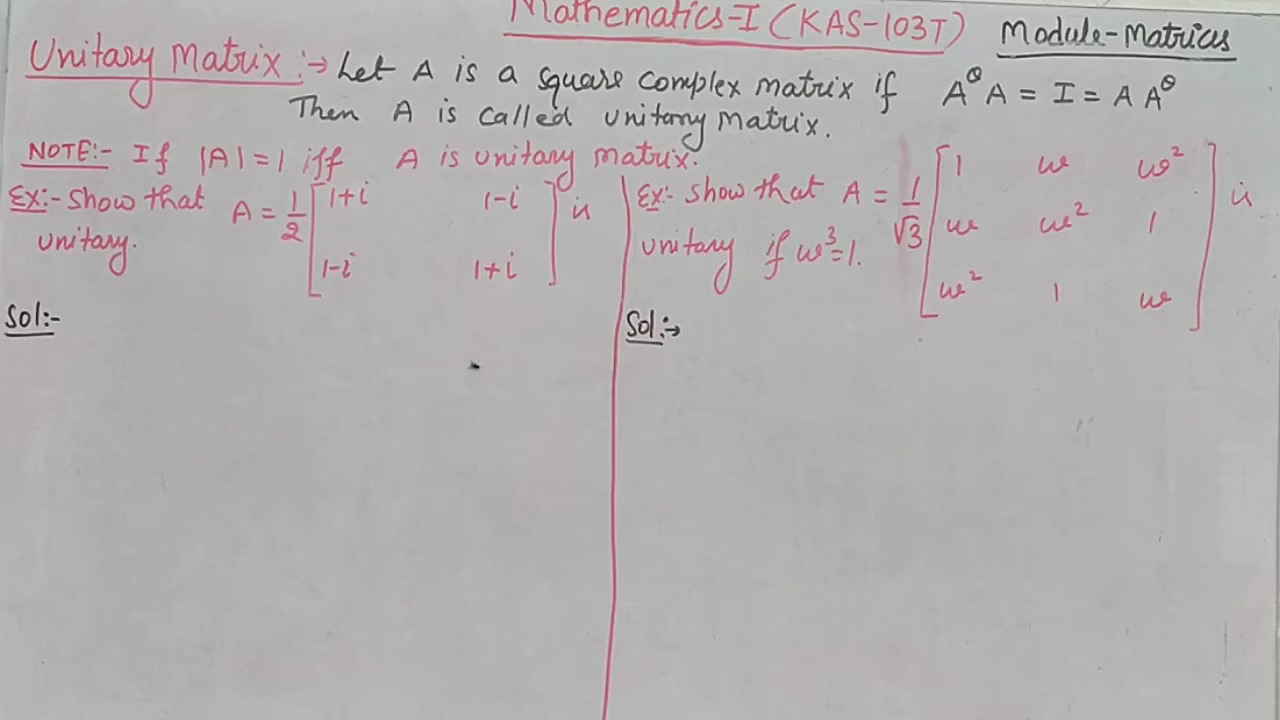 Mathematics-I (KAS-103T) Module-Matrices
Unitary Matrix :→ Let A is a square complex matrix if A^θ A = I = A A^θ
Then A is called unitary matrix.
NOTE:- If |A| = 1 iff A is unitary matrix.
Ex:- Show that A = 1/2 [1+i 1-i
1-i 1+i] is
unitary.
Sol:-
Ex:- Show that A = 1/√3 [1 ω ω²
ω ω² 1
ω² 1 ω] is
unitary if ω³=1.
Sol:→